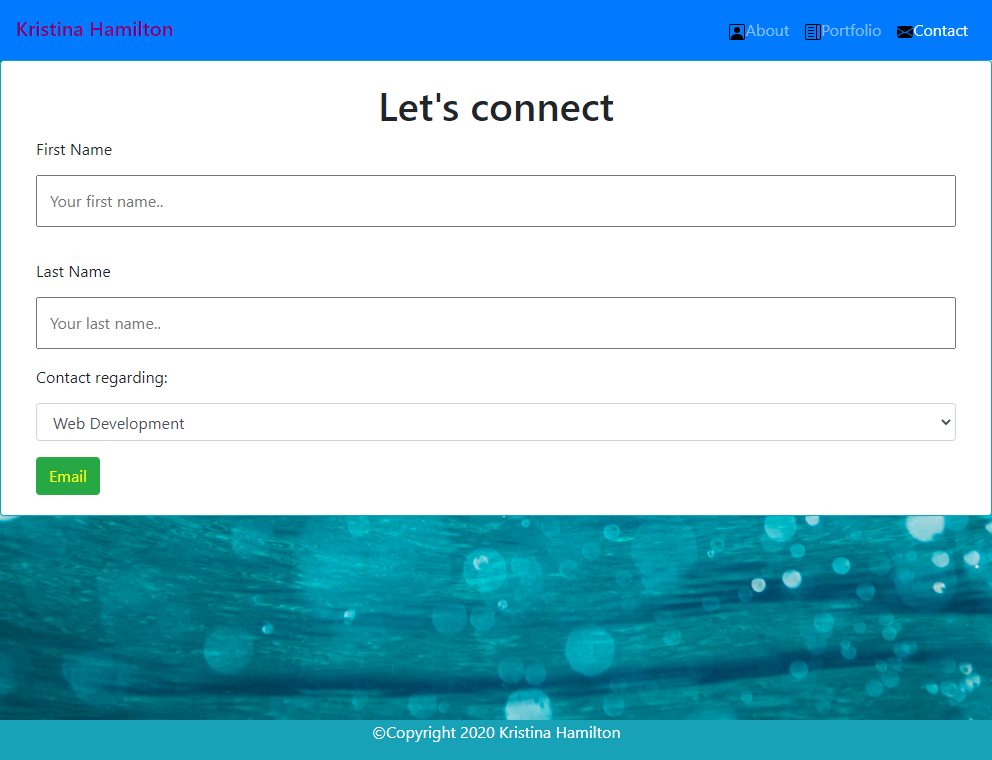 Kristina Hamilton
About Portfolio Contact
Let's connect
First Name
Your first name..
Last Name
Your last name..
Contact regarding:
Web Development
Email
©Copyright 2020 Kristina Hamilton